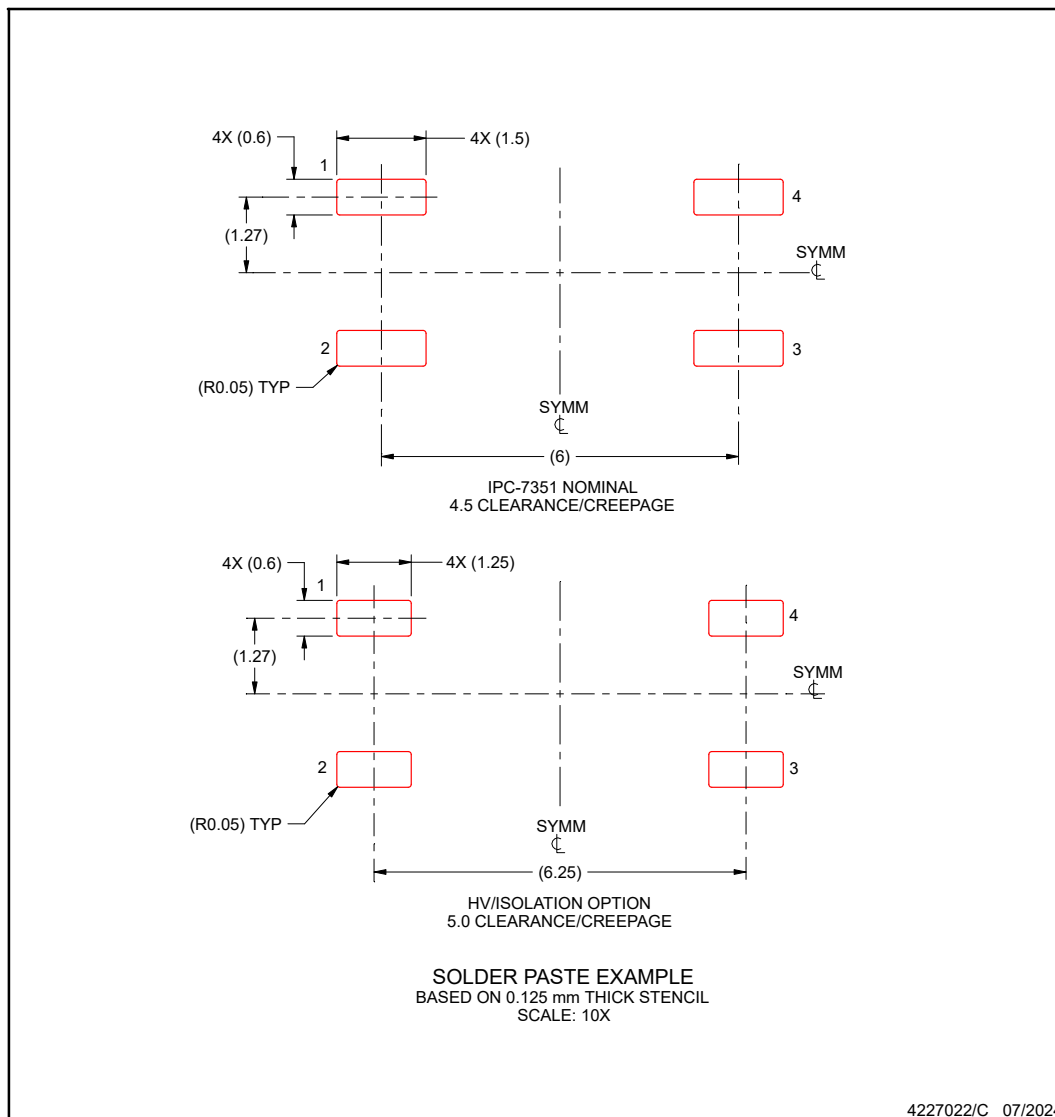 4X (0.6)
4X (1.5)
1
4
(1.27)
SYMM
2
3
(R0.05) TYP
SYMM
(6)
IPC-7351 NOMINAL
4.5 CLEARANCE/CREEPAGE
4X (0.6)
4X (1.25)
1
4
(1.27)
SYMM
2
3
(R0.05) TYP
SYMM
(6.25)
HV/ISOLATION OPTION
5.0 CLEARANCE/CREEPAGE
SOLDER PASTE EXAMPLE
BASED ON 0.125 mm THICK STENCIL
SCALE: 10X
4227022/C 07/2024